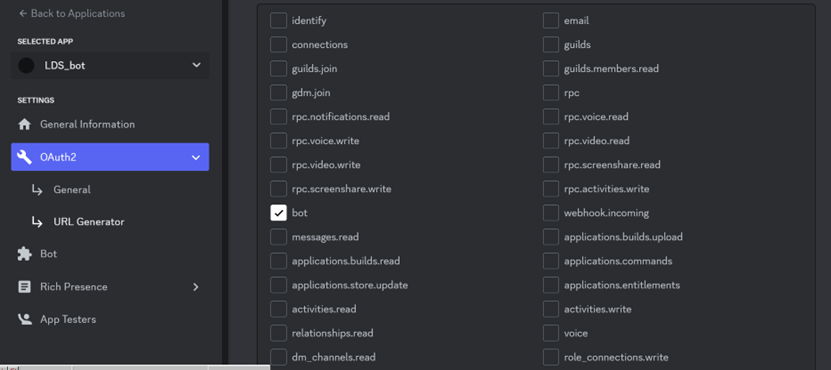 ← Back to Applications
SELECTED APP
LDS_bot
SETTINGS
General Information
OAuth2
General
URL Generator
Bot
Rich Presence
App Testers
identify email
connections guilds
guilds.join guilds.members.read
gdm.join rpc
rpc.notifications.read rpc.voice.read
rpc.voice.write rpc.video.read
rpc.video.write rpc.screenshare.read
rpc.screenshare.write rpc.activities.write
bot webhook.incoming
messages.read applications.builds.upload
applications.builds.read applications.commands
applications.store.update applications.entitlements
activities.read activities.write
relationships.read voice
dm_channels.read role_connections.write